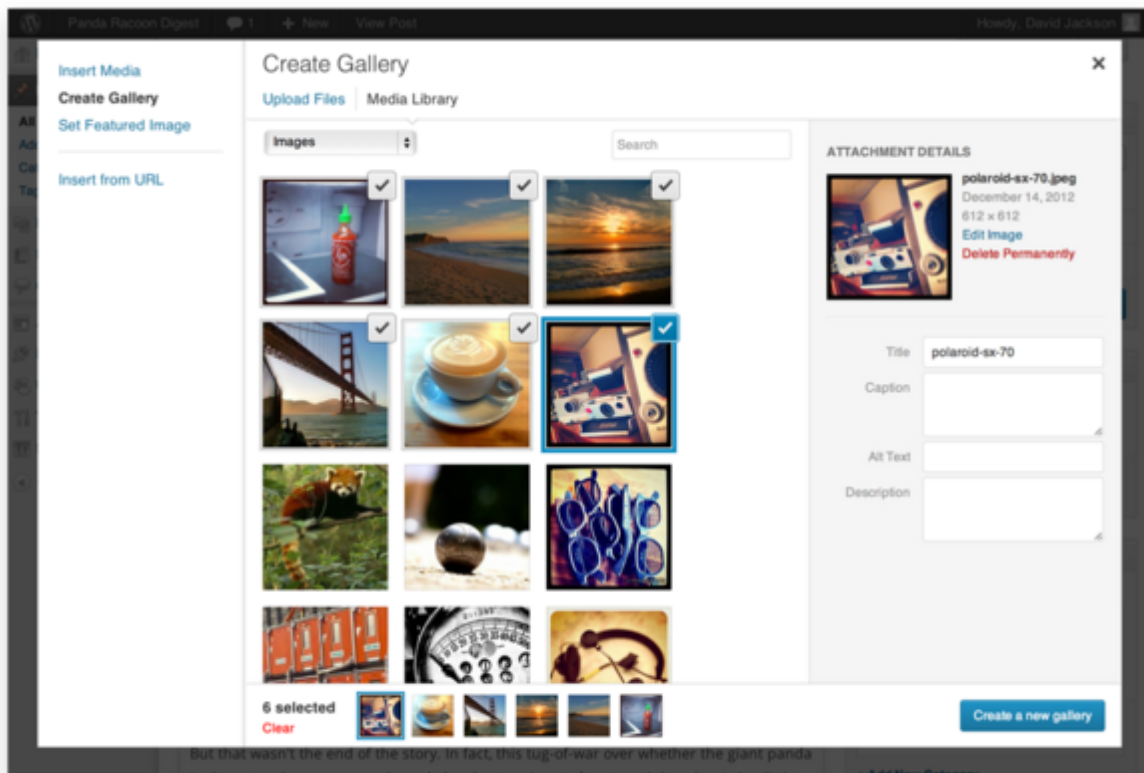 Panda Racoon Digest 1 + New View Post Howdy, David Jackson
Insert Media
Create Gallery
Set Featured Image
Insert from URL
Create Gallery
Upload Files Media Library
Images
Search
ATTACHMENT DETAILS
polaroid-sx-70.jpeg
December 14, 2012
612 × 612
Edit Image
Delete Permanently
Title polaroid-sx-70
Caption
Alt Text
Description
6 selected
Clear
Create a new gallery
But that wasn't the end of the story. In fact, this tug-of-war over whether the giant panda